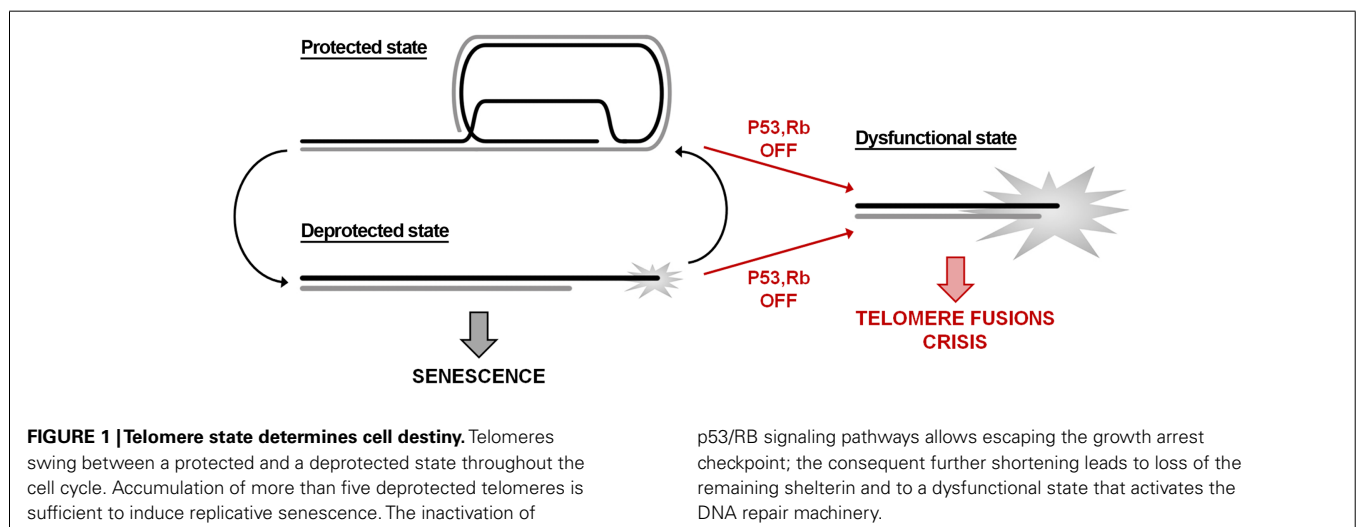 Protected state
P53,Rb
OFF
Dysfunctional state
Deprotected state
P53,Rb
OFF
TELOMERE FUSIONS
CRISIS
SENESCENCE
FIGURE 1 | Telomere state determines cell destiny. Telomeres
swing between a protected and a deprotected state throughout the
cell cycle. Accumulation of more than five deprotected telomeres is
sufficient to induce replicative senescence. The inactivation of
p53/RB signaling pathways allows escaping the growth arrest
checkpoint; the consequent further shortening leads to loss of the
remaining shelterin and to a dysfunctional state that activates the
DNA repair machinery.